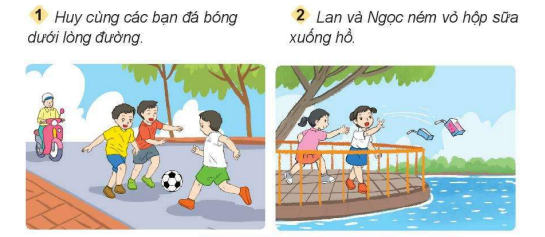 1 Huy cùng các bạn đá bóng
dưới lòng đường.
2 Lan và Ngọc ném vỏ hộp sữa
xuống hồ.